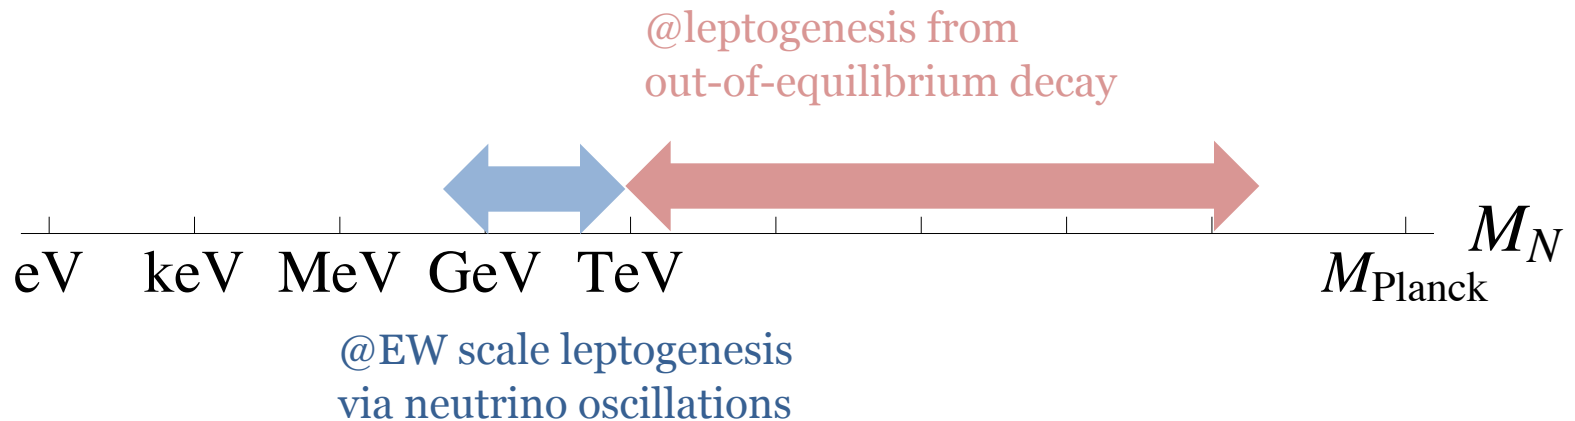 @leptogenesis from
out-of-equilibrium decay
eV keV MeV GeV TeV M_Planck M_N
@EW scale leptogenesis
via neutrino oscillations